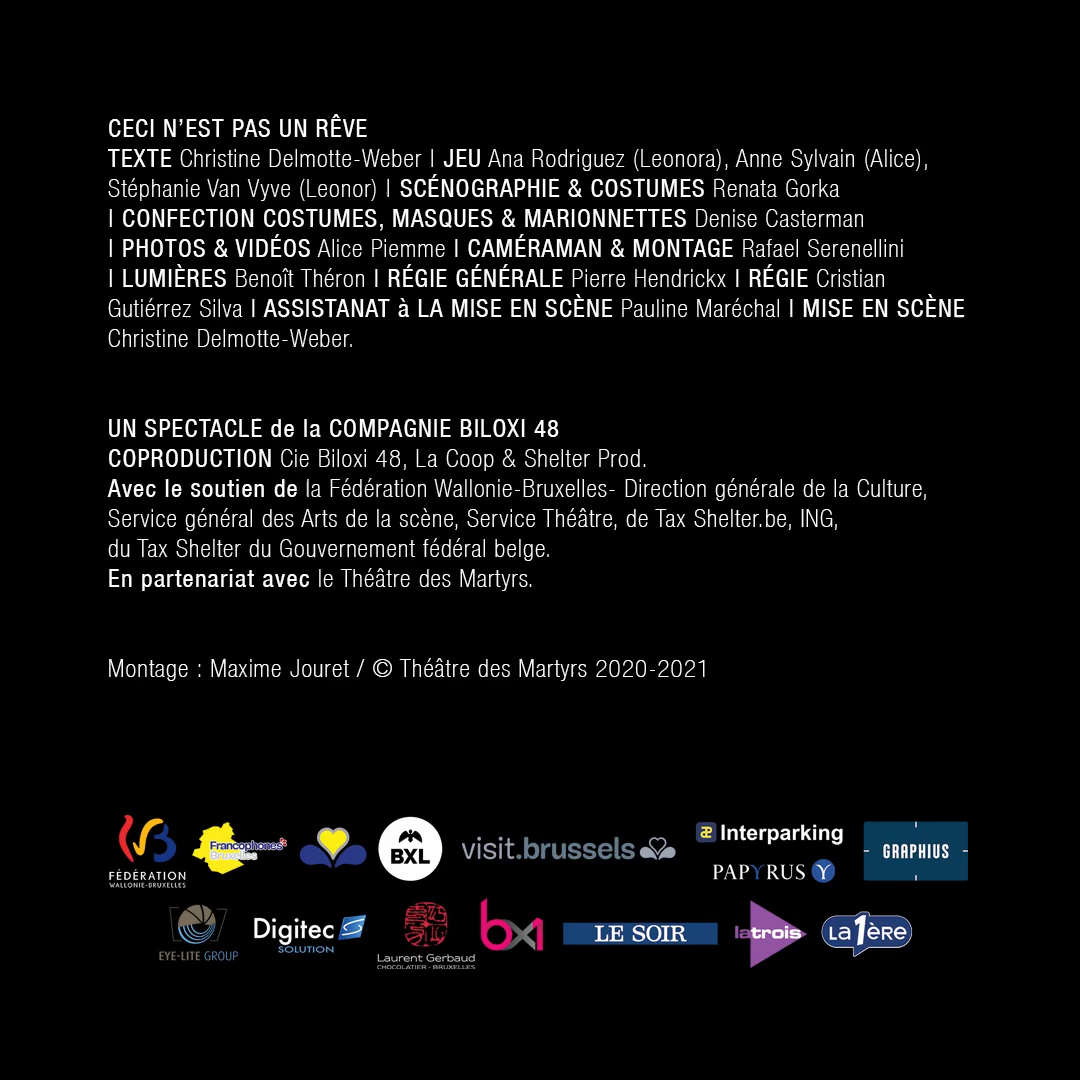 CECI N’EST PAS UN RÊVE
TEXTE Christine Delmotte-Weber I JEU Ana Rodriguez (Leonora), Anne Sylvain (Alice),
Stéphanie Van Vyve (Leonor) I SCÉNOGRAPHIE & COSTUMES Renata Gorka
I CONFECTION COSTUMES, MASQUES & MARIONNETTES Denise Casterman
I PHOTOS & VIDÉOS Alice Piemme I CAMÉRAMAN & MONTAGE Rafael Serenellini
I LUMIÈRES Benoît Théron I RÉGIE GÉNÉRALE Pierre Hendrickx I RÉGIE Cristian
Gutiérrez Silva I ASSISTANAT à LA MISE EN SCÈNE Pauline Maréchal I MISE EN SCÈNE
Christine Delmotte-Weber.
UN SPECTACLE de la COMPAGNIE BILOXI 48
COPRODUCTION Cie Biloxi 48, La Coop & Shelter Prod.
Avec le soutien de la Fédération Wallonie-Bruxelles- Direction générale de la Culture,
Service général des Arts de la scène, Service Théâtre, de Tax Shelter.be, ING,
du Tax Shelter du Gouvernement fédéral belge.
En partenariat avec le Théâtre des Martyrs.
Montage : Maxime Jouret / © Théâtre des Martyrs 2020-2021
FÉDÉRATION
WALLONIE-BRUXELLES
Francophones
Bruxelles
BXL
visit.brussels
Interparking
PAPYRUS
GRAPHIUS
EYE-LITE GROUP
Digitec
SOLUTION
Laurent Gerbaud
CHOCOLATIER - BRUXELLES
bx1
LE SOIR
latrois
LA 1ÈRE